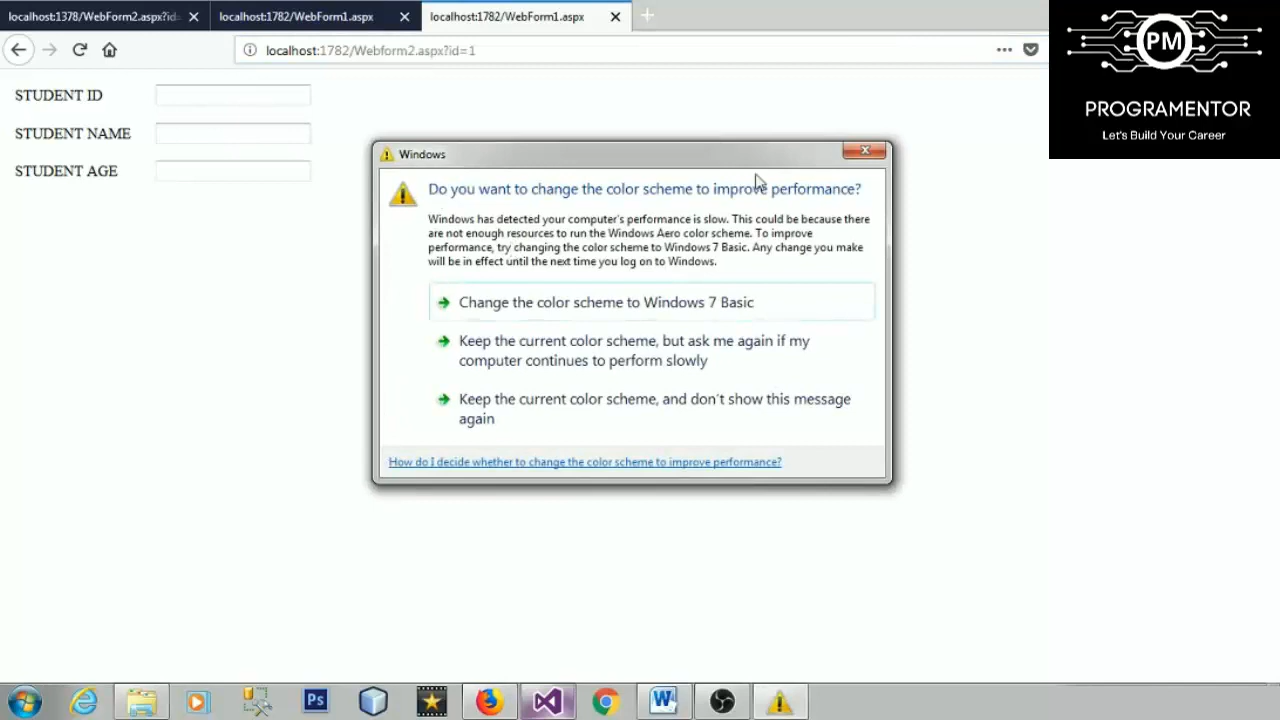 localhost:1378/WebForm2.aspx?id=
localhost:1782/WebForm1.aspx
localhost:1782/WebForm1.aspx
localhost:1782/Webform2.aspx?id=1
PM
PROGRAMENTOR
Let's Build Your Career
STUDENT ID
STUDENT NAME
STUDENT AGE
Windows
Do you want to change the color scheme to improve performance?
Windows has detected your computer's performance is slow. This could be because there
are not enough resources to run the Windows Aero color scheme. To improve
performance, try changing the color scheme to Windows 7 Basic. Any change you make
will be in effect until the next time you log on to Windows.
Change the color scheme to Windows 7 Basic
Keep the current color scheme, but ask me again if my
computer continues to perform slowly
Keep the current color scheme, and don't show this message
again
How do I decide whether to change the color scheme to improve performance?
Ps
W